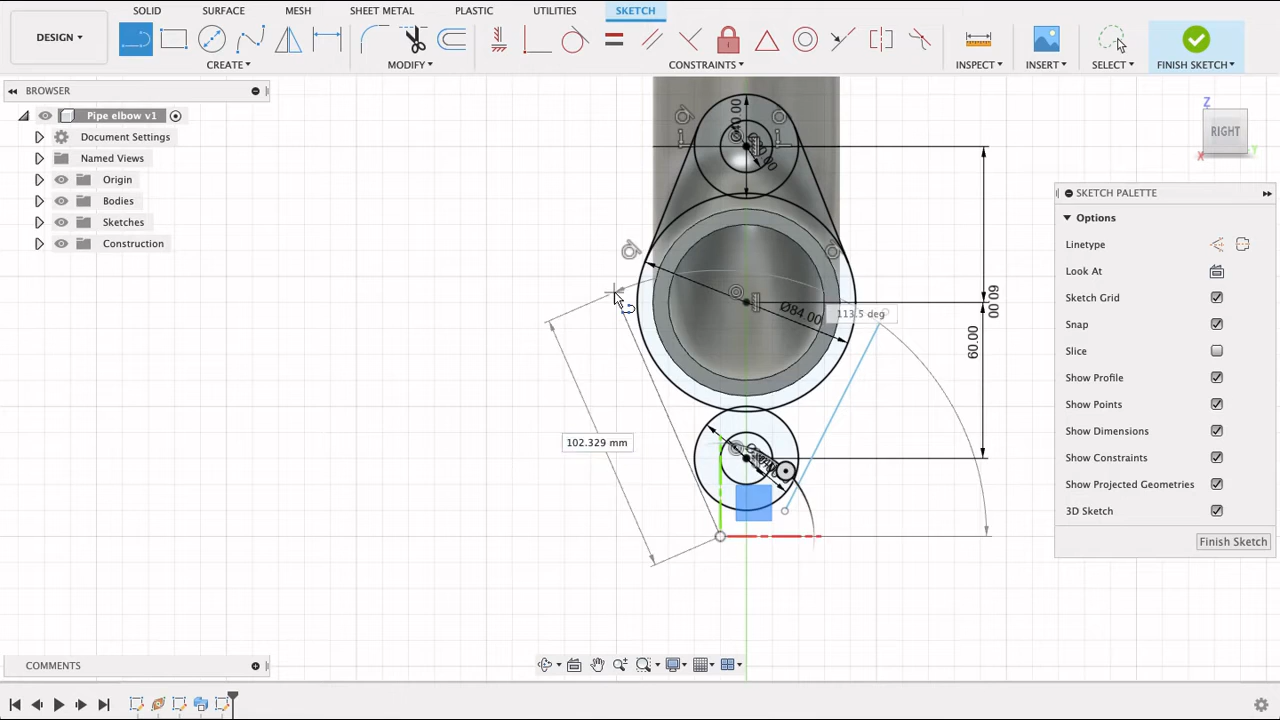 SOLID SURFACE MESH SHEET METAL PLASTIC UTILITIES SKETCH
DESIGN
CREATE MODIFY CONSTRAINTS INSPECT INSERT SELECT FINISH SKETCH
BROWSER
Pipe elbow v1
Document Settings
Named Views
Origin
Bodies
Sketches
Construction
Z
RIGHT
X
Y
SKETCH PALETTE
Options
Linetype
Look At
Sketch Grid
Snap
Slice
Show Profile
Show Points
Show Dimensions
Show Constraints
Show Projected Geometries
3D Sketch
Finish Sketch
60.00
60.00
Ø84.00
113.5 deg
102.329 mm
COMMENTS